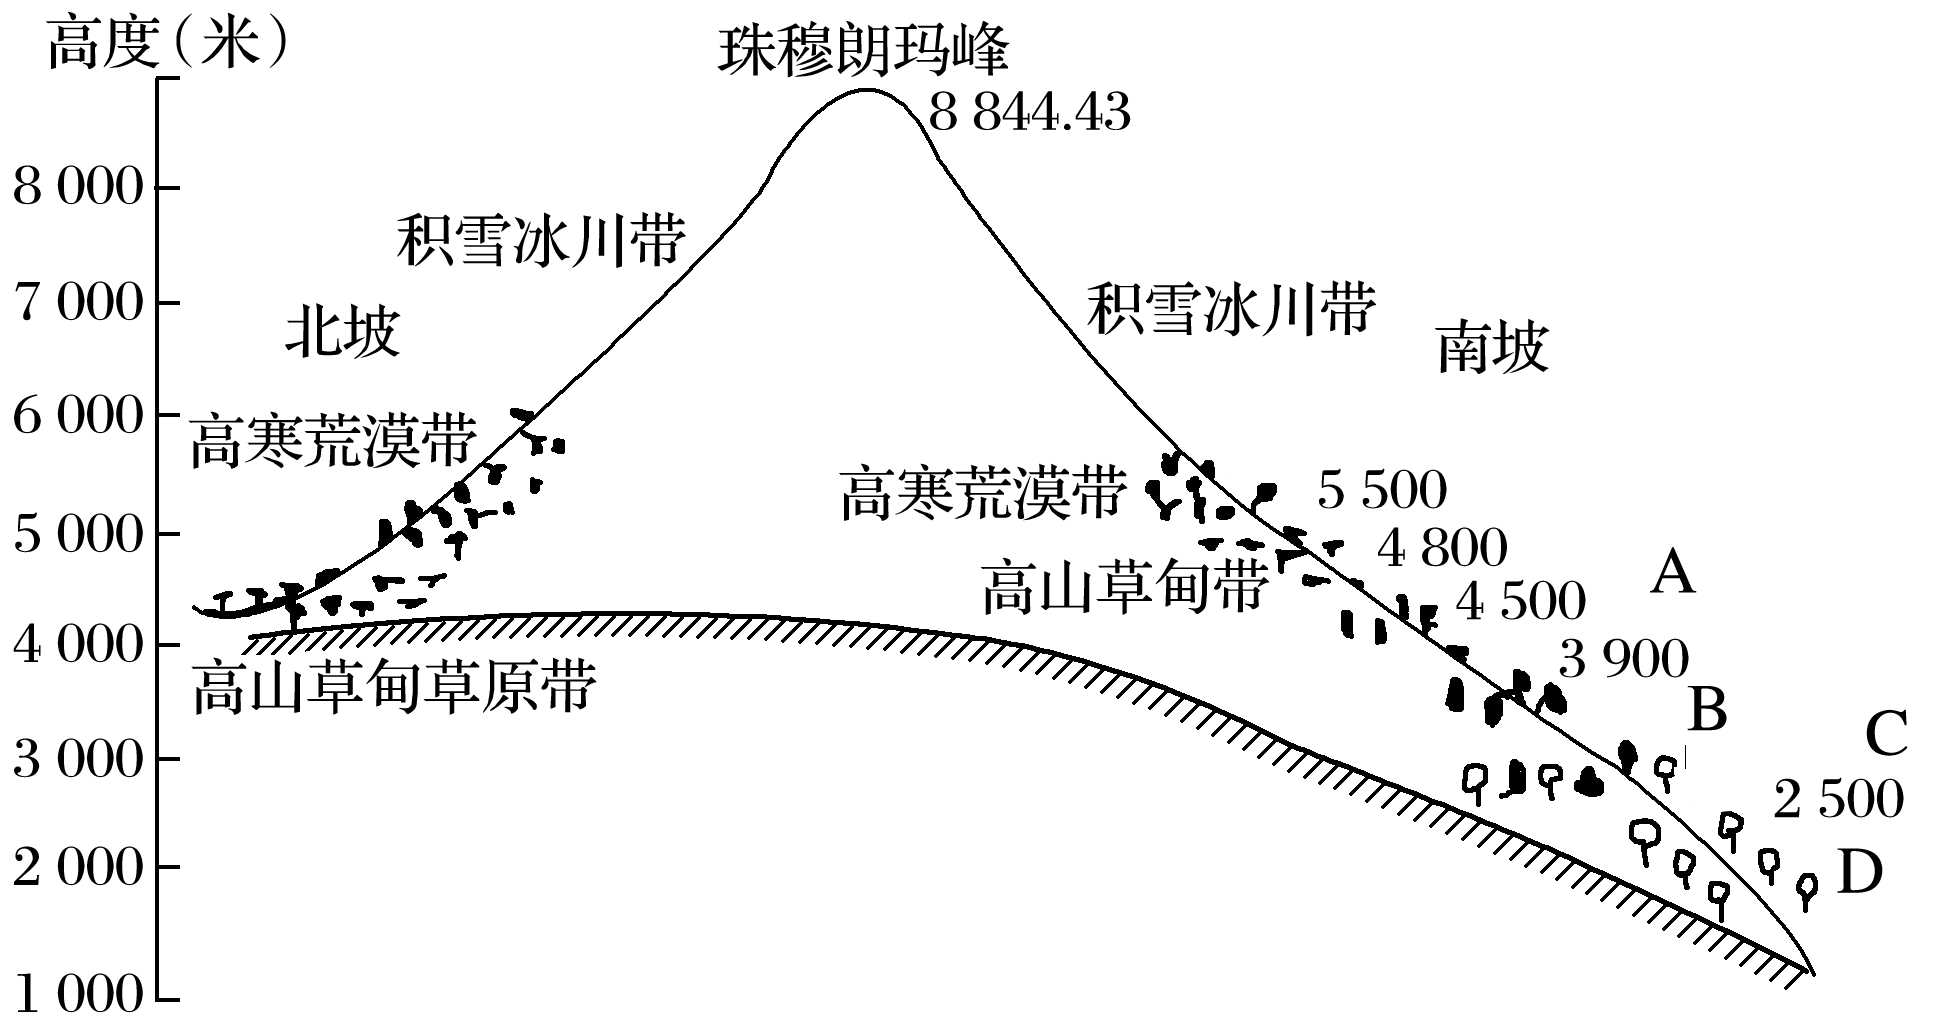 高度(米)
珠穆朗玛峰
8 844.43
8 000
积雪冰川带
7 000
积雪冰川带
北坡
南坡
6 000
高寒荒漠带
高寒荒漠带
5 500
5 000
4 800
高山草甸带
A
4 500
4 000
3 900
高山草甸草原带
B
C
3 000
2 500
2 000
D
1 000